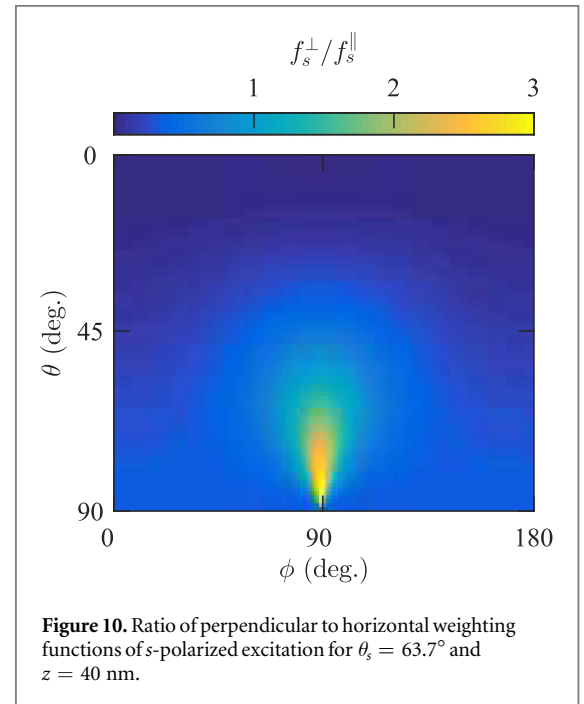 f_s^⊥/f_s^∥
1 2 3
0
45
90
θ (deg.)
0 90 180
ϕ (deg.)
Figure 10. Ratio of perpendicular to horizontal weighting
functions of s-polarized excitation for θ_s = 63.7° and
z = 40 nm.